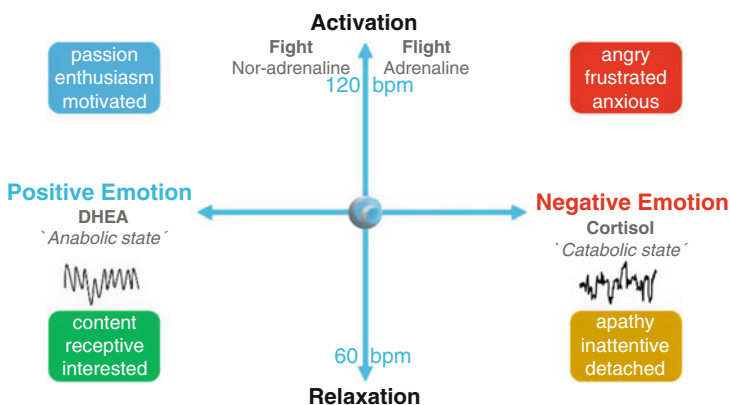 Activation
Fight Flight
Nor-adrenaline Adrenaline
120 bpm
passion
enthusiasm
motivated
angry
frustrated
anxious
Positive Emotion
DHEA
`Anabolic state´
Negative Emotion
Cortisol
`Catabolic state´
content
receptive
interested
60 bpm
Relaxation
apathy
inattentive
detached